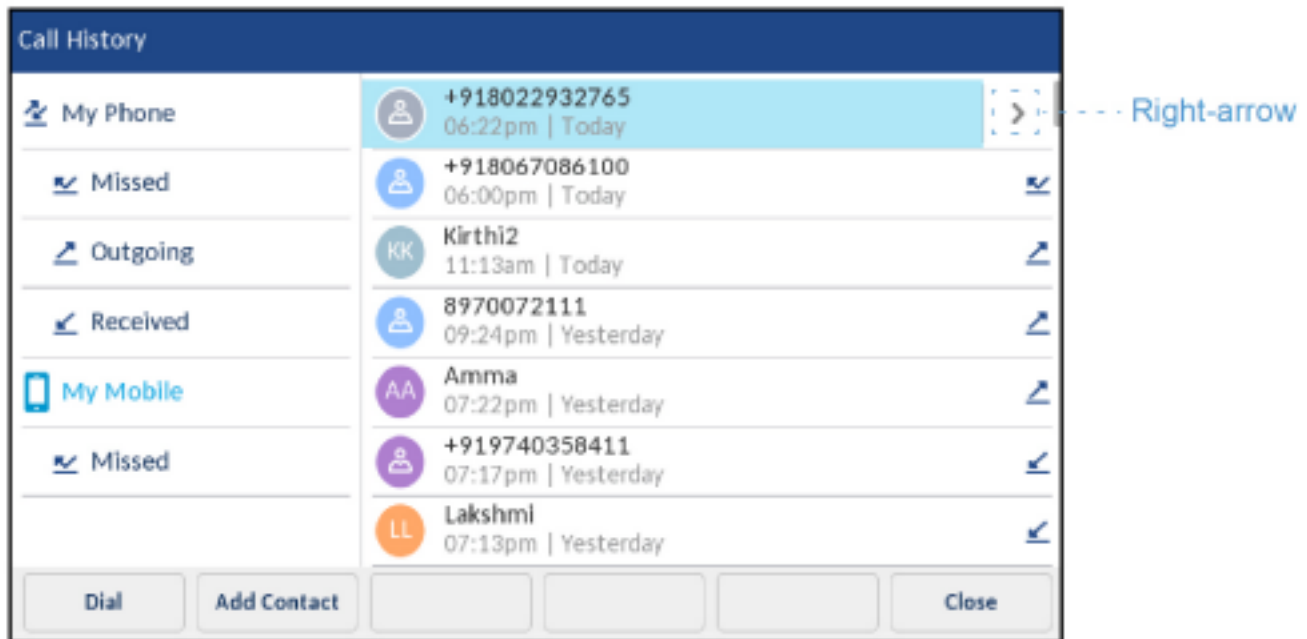 Call History
My Phone
Missed
Outgoing
Received
My Mobile
Missed
+918022932765
06:22pm | Today
+918067086100
06:00pm | Today
KK
Kirthi2
11:13am | Today
8970072111
09:24pm | Yesterday
AA
Amma
07:22pm | Yesterday
+919740358411
07:17pm | Yesterday
LL
Lakshmi
07:13pm | Yesterday
Right-arrow
Dial
Add Contact
Close